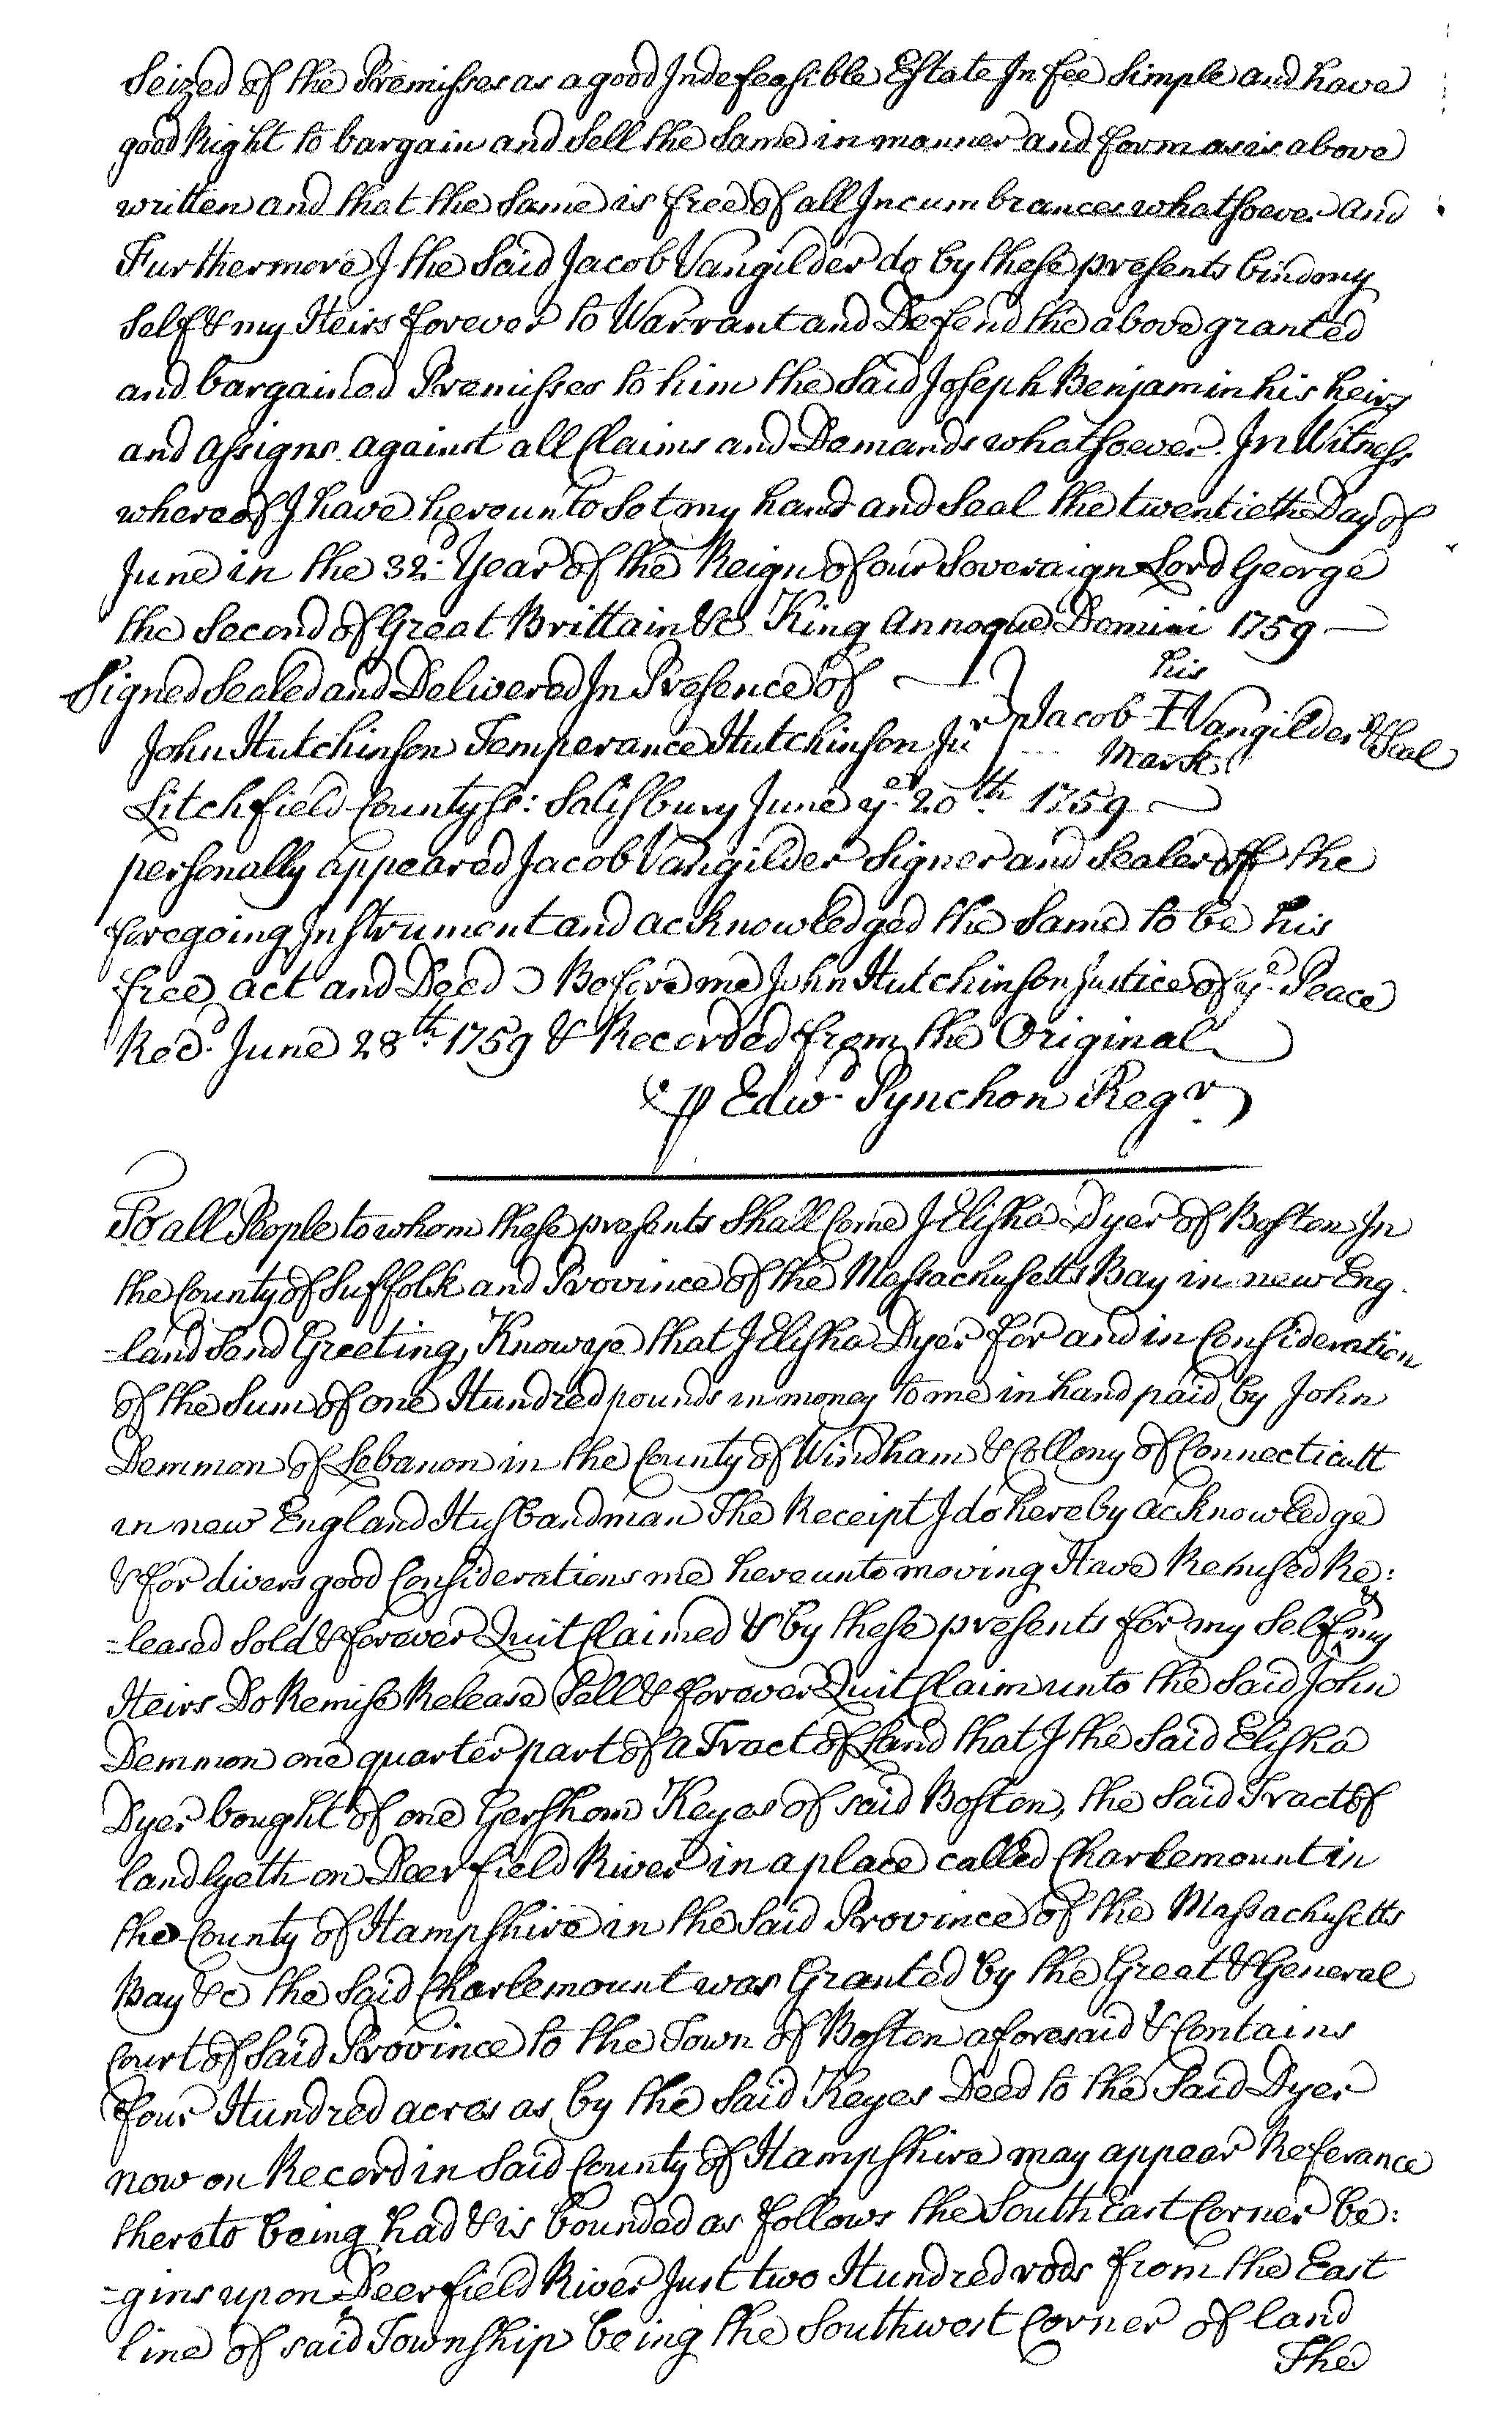 Seized of the Premisses as a good Indefeasible Estate In fee simple and have
good Right to bargain and sell the same in manner and form as is above
written and that the same is free of all Incumbrances whatsoever and
Furthermore I the said Jacob Vangilder do by these presents bind my
self & my Heirs forever to Warrant and Defend the above granted
and bargained Premisses to him the said Joseph Benjamin his heirs
and assigns against all Claims and Demands whatsoever. In Witness
whereof I have hereunto set my hand and seal the twentieth Day of
June in the 32d. Year of the Reign of our Soveraign Lord George
the Second of Great Brittain &c King Annoque Domini 1759
Signed Sealed and Delivered In Presence of
his
John Hutchinson Temperance Hutchinson Jur Jacob I Vangilder & Seal
Mark
Litchfield County ss: Salisbury June ye. 20th. 1759
personally appeared Jacob Vangilder Signer and Sealer off the
foregoing Instrument and acknowledged the same to be his
free act and Deed Before me John Hutchinson Justice of ye. Peace
Recd. June 28th. 1759 & Recorded from the Original
⅌ Edwd. Pynchon Regr.
To all People to whom these presents shall Come I Elisha Dyer of Boston In
the County of Suffolk and Province of the Massachusetts Bay in new Eng
=land Send Greeting, Know ye that I Elisha Dyer for and in Consideration
of the Sum of one Hundred pounds in money to me in hand paid by John
Demmon of Lebanon in the County of Windham & Collony of Connecticutt
in new England Husbandman The Receipt I do hereby acknowledge
& for divers good Considerations me hereunto moving Have Remised Re:
=leased Sold & forever Quit Claimed & by these presents for my self & my
Heirs Do Remise Release Sell & forever Quit Claim unto the said John
Demmon one quarter part of a Tract of Land that I the said Elisha
Dyer bought of one Gershom Keyes of said Boston, the said Tract of
land lyeth on Deerfield River in a place called Charlemount in
the County of Hampshire in the said Province of the Massachusetts
Bay &c the said Charlemount was Granted by the Great & General
Court of said Province to the Town of Boston aforesaid & Contains
Four Hundred acres as by the said Keyes Deed to the said Dyer
now on Record in said County of Hampshire may appear Referance
thereto being had & is bounded as follows the South East Corner be:
=gins upon Deerfield River Just two Hundred rods from the East
line of said Township being the Southwest Corner of land
The